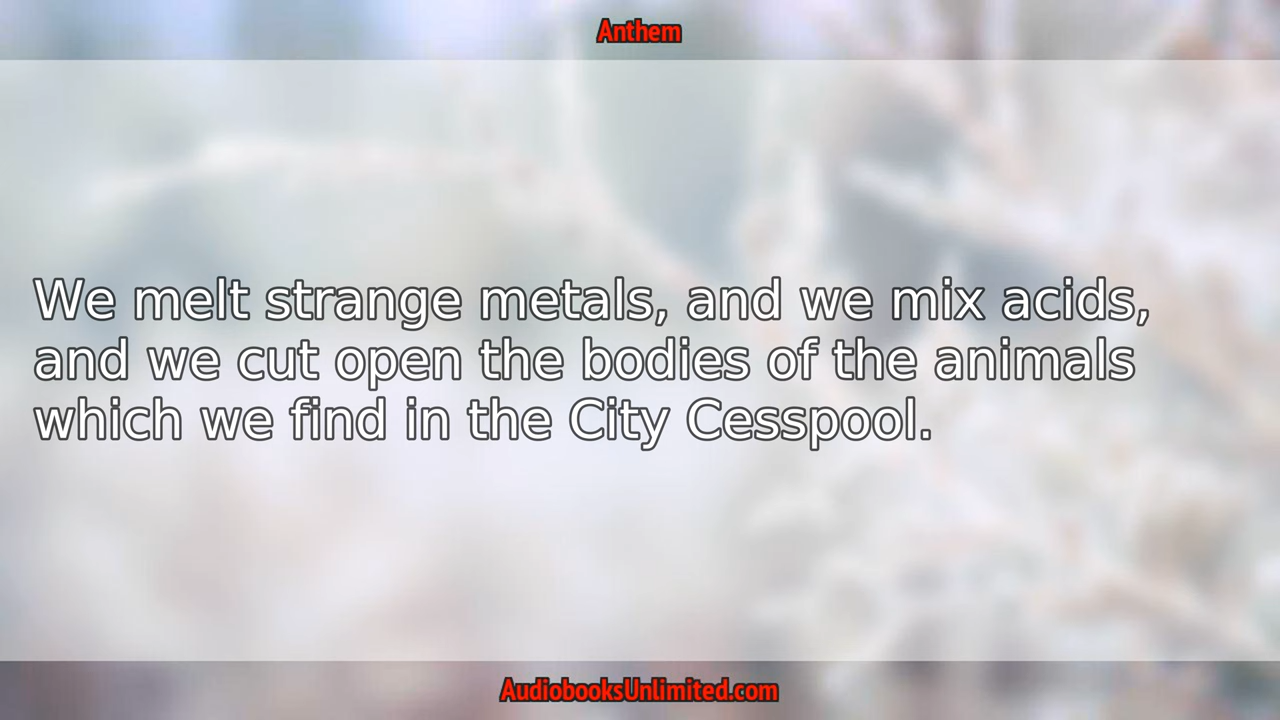 Anthem
We melt strange metals, and we mix acids,
and we cut open the bodies of the animals
which we find in the City Cesspool.
AudiobooksUnlimited.com